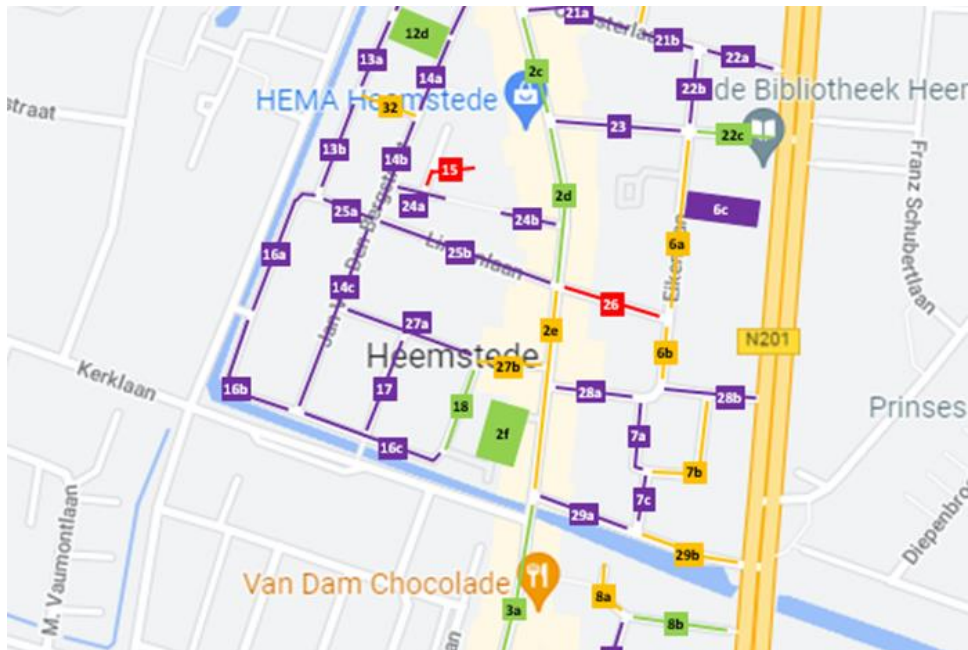 21a
12d
21b
22a
13a
14a
2c
22b
de Bibliotheek Heer
HEMA Heemstede
straat
32
23
22c
13b
14b
15
Franz Schubertlaan
24a
2d
24b
6c
25a
6a
16a
25b
14c
26
27a
2e
6b
N201
Heemstede
27b
Kerklaan
16b
17
28a
28b
Prinses
18
2f
7a
16c
7b
7c
29a
M. Vaumontlaan
29b
Diepenbroc
Van Dam Chocolade
8a
3a
8b
laan